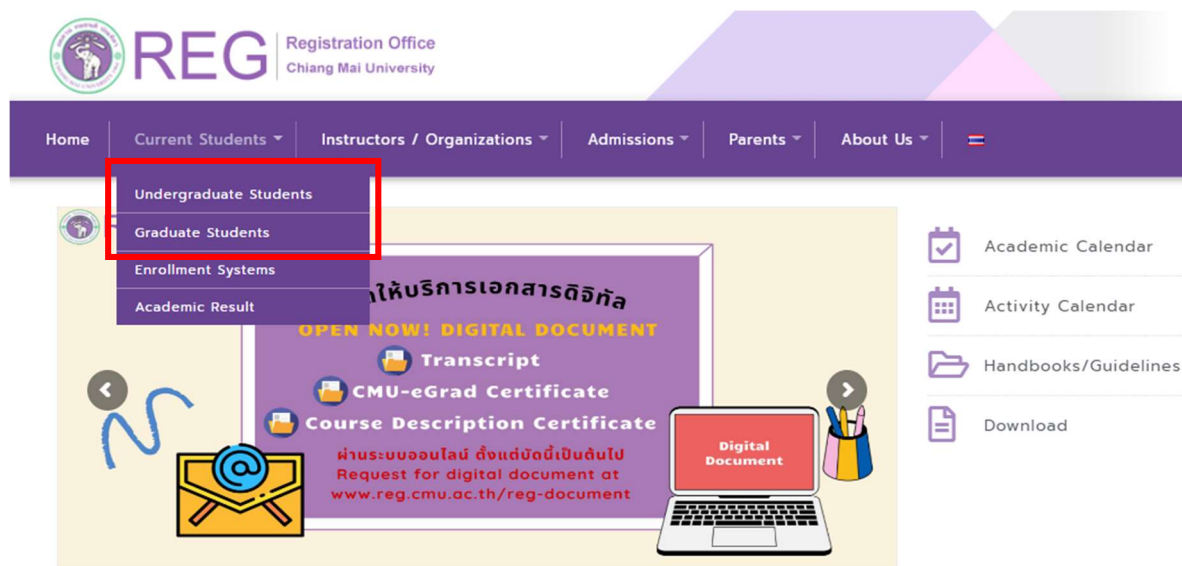 REG
Registration Office
Chiang Mai University
Home
Current Students
Instructors / Organizations
Admissions
Parents
About Us
Undergraduate Students
Graduate Students
Enrollment Systems
Academic Result
ให้บริการเอกสารดิจิทัล
OPEN NOW! DIGITAL DOCUMENT
Transcript
CMU-eGrad Certificate
Course Description Certificate
ผ่านระบบออนไลน์ ตั้งแต่บัดนี้เป็นต้นไป
Request for digital document at
www.reg.cmu.ac.th/reg-document
Digital
Document
Academic Calendar
Activity Calendar
Handbooks/Guidelines
Download